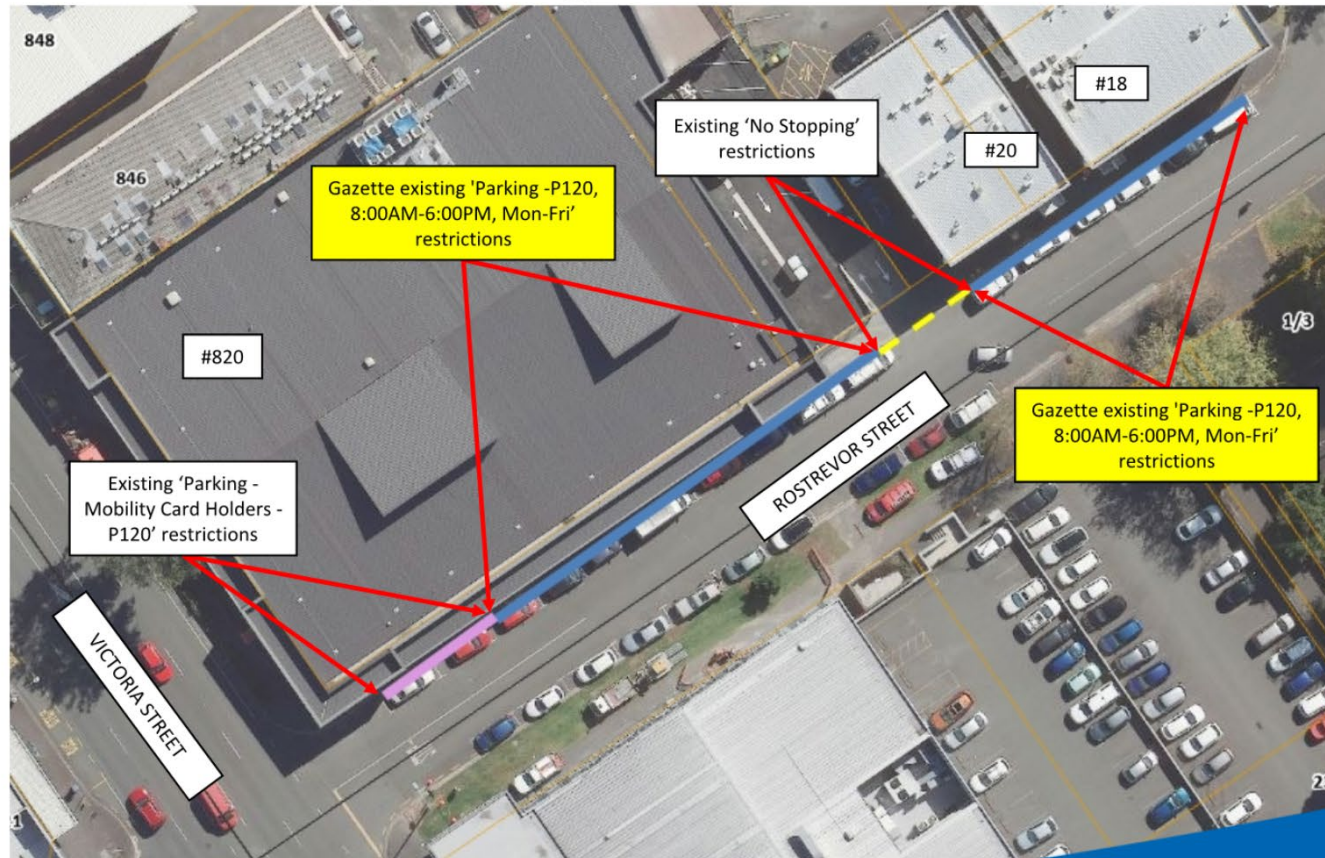 848
#18
Existing 'No Stopping'
restrictions
#20
846
Gazette existing 'Parking -P120,
8:00AM-6:00PM, Mon-Fri'
restrictions
1/3
#820
Gazette existing 'Parking -P120,
8:00AM-6:00PM, Mon-Fri'
restrictions
ROSTREVOR STREET
Existing 'Parking -
Mobility Card Holders -
P120' restrictions
VICTORIA STREET